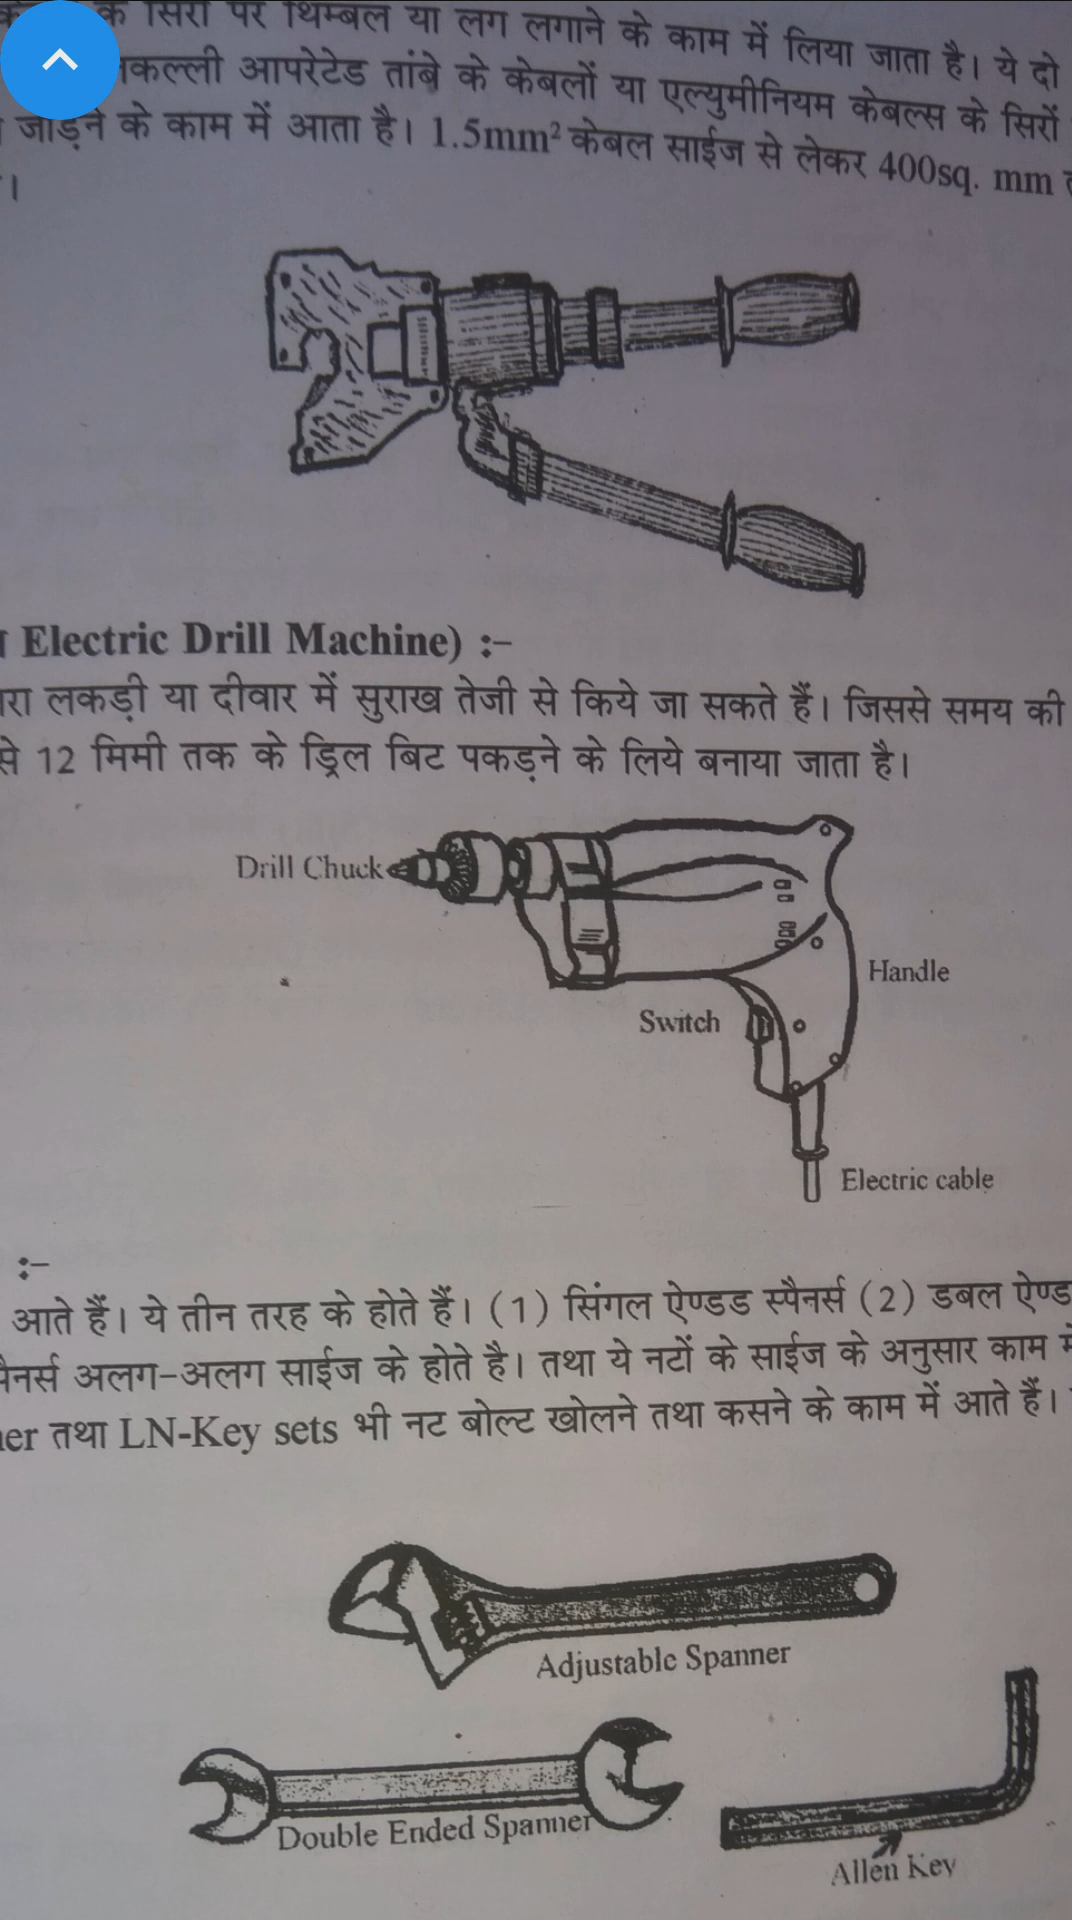 के सिरों पर थिम्बल या लग लगाने के काम में लिया जाता है। ये दो
आपरेटेड तांबे के केबलों या एल्युमीनियम केबल्स के सिरों
जोड़ने के काम में आता है। 1.5mm² केबल साईज से लेकर 400sq. mm
।
Electric Drill Machine) :-
लकड़ी या दीवार में सुराख तेजी से किये जा सकते हैं। जिससे समय की
से 12 मिमी तक के ड्रिल बिट पकड़ने के लिये बनाया जाता है।
Drill Chuck
Handle
Switch
Electric cable
:-
आते हैं। ये तीन तरह के होते हैं। (1) सिंगल ऐण्डड स्पैनर्स (2) डबल ऐण्ड
अलग-अलग साईज के होते है। तथा ये नटों के साईज के अनुसार काम में
तथा LN-Key sets भी नट बोल्ट खोलने तथा कसने के काम में आते हैं।
Adjustable Spanner
Double Ended Spanner
Allen Key